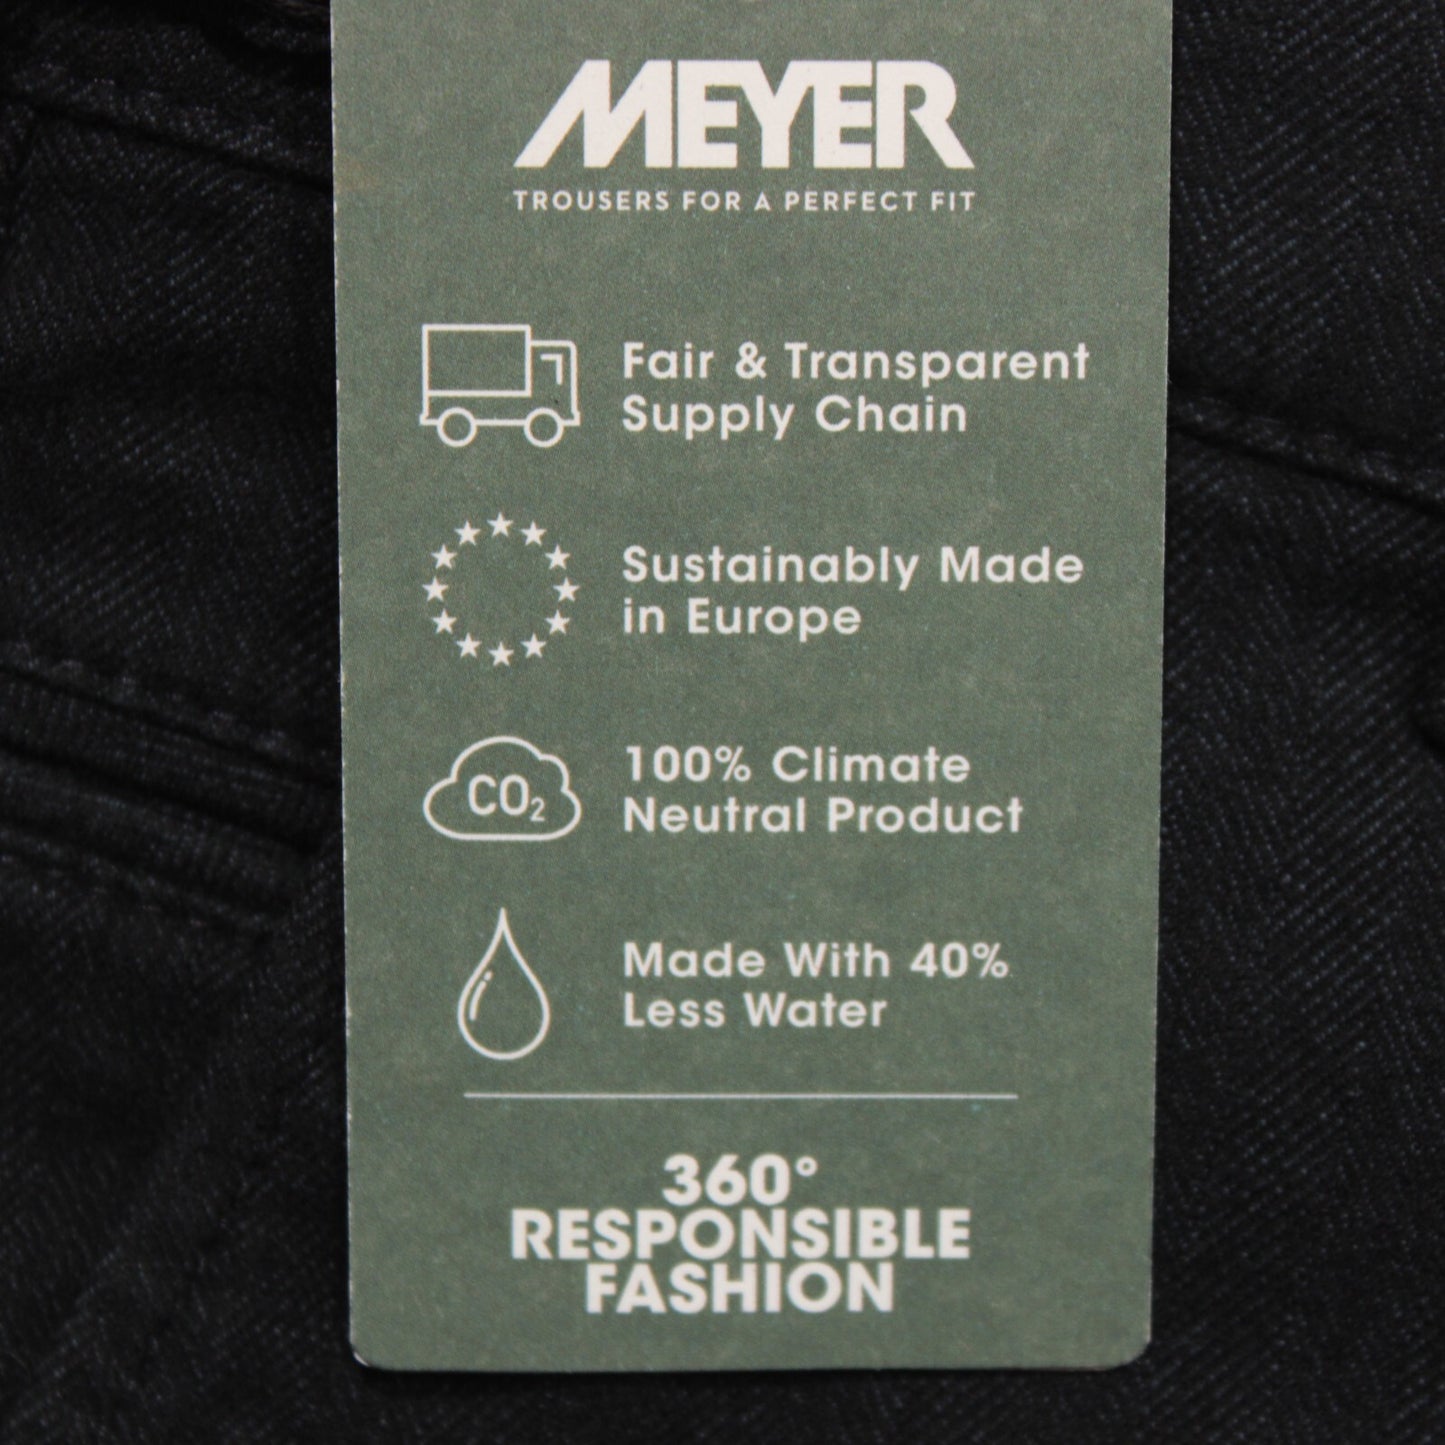 MEYER
TROUSERS FOR A PERFECT FIT
Fair & Transparent
Supply Chain
Sustainably Made
in Europe
CO₂
100% Climate
Neutral Product
Made With 40%
Less Water
360°
RESPONSIBLE
FASHION